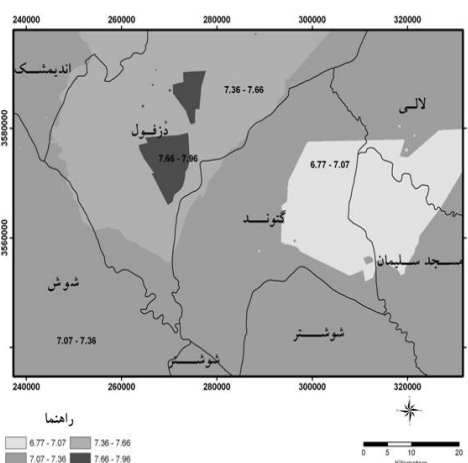 240000 260000 280000 300000 320000
اندیمشک
7.36 - 7.66
لالی
3580000
دزفول
7.66 - 7.96
6.77 - 7.07
گتوند
3560000
مسجد سلیمان
شوش
شوشتر
7.07 - 7.36
شوشتر
240000 260000 280000 300000 320000
راهنما
6.77 - 7.07 7.36 - 7.66
7.07 - 7.36 7.66 - 7.96
0 5 10 20
Kilometers